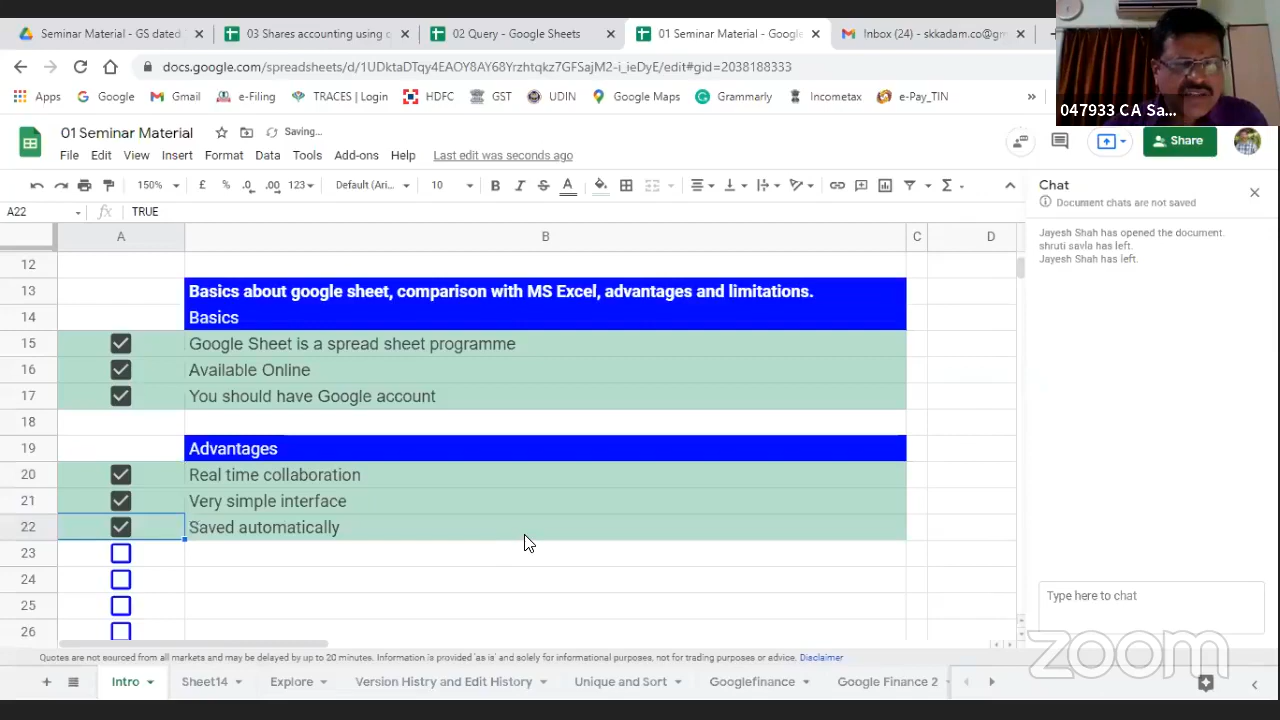 Seminar Material - GS dated
03 Shares accounting using
02 Query - Google Sheets
01 Seminar Material - Google
Inbox (24) - skkadam.co@gm
docs.google.com/spreadsheets/d/1UDktaDTqy4EAOY8AY68Yrzhtqkz7GFSajM2-i_ieDyE/edit#gid=2038188333
Apps
Google
Gmail
e-Filing
TRACES | Login
HDFC
GST
UDIN
Google Maps
Grammarly
Incometax
e-Pay_TIN
»
047933 CA Sa...
01 Seminar Material
Saving...
File Edit View Insert Format Data Tools Add-ons Help Last edit was seconds ago
Share
150% £ % .0 .00 123 Default (Ari... 10 B I S A
A22 fx TRUE
Chat
Document chats are not saved
Jayesh Shah has opened the document.
shruti savla has left.
Jayesh Shah has left.
A B C D
12
13 Basics about google sheet, comparison with MS Excel, advantages and limitations.
14 Basics
15 Google Sheet is a spread sheet programme
16 Available Online
17 You should have Google account
18
19 Advantages
20 Real time collaboration
21 Very simple interface
22 Saved automatically
23
24
25
26
Type here to chat
zoom
Quotes are not sourced from all markets and may be delayed by up to 20 minutes. Information is provided 'as is' and solely for informational purposes, not for trading purposes or advice. Disclaimer
Intro Sheet14 Explore Version Histry and Edit History Unique and Sort Googlefinance Google Finance 2